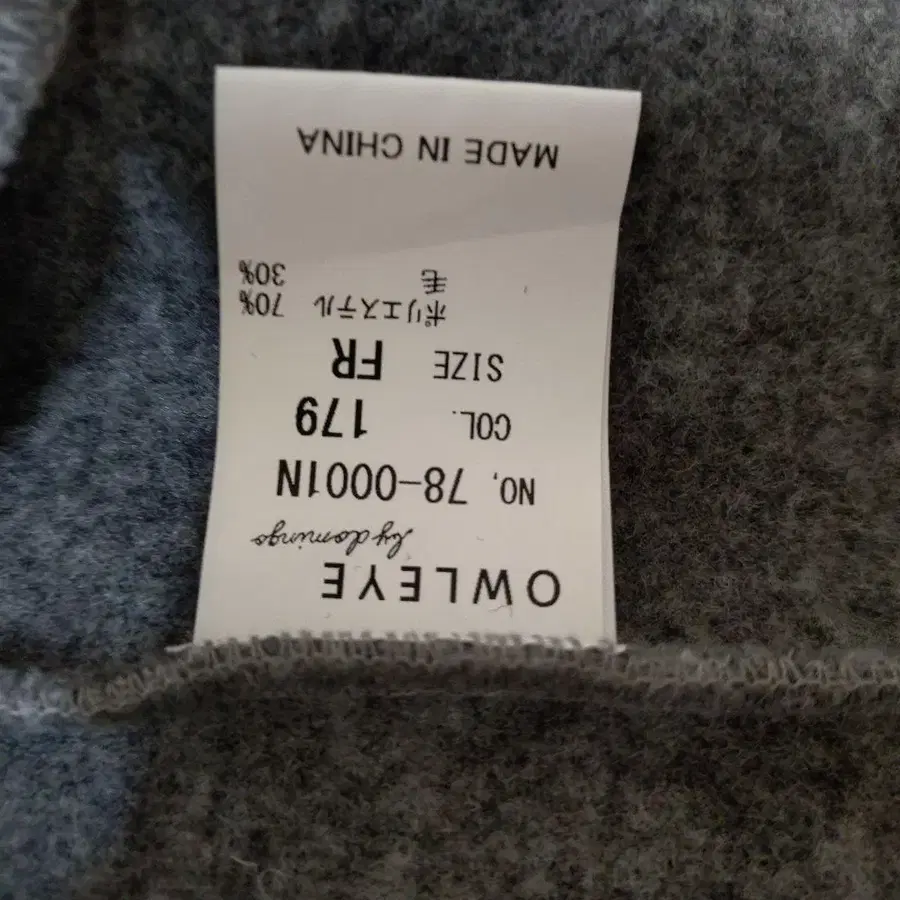 OWLEYE
by domingo
NO. 78-0001N
COL. 179
SIZE FR
ポリエステル 70%
毛 30%
MADE IN CHINA